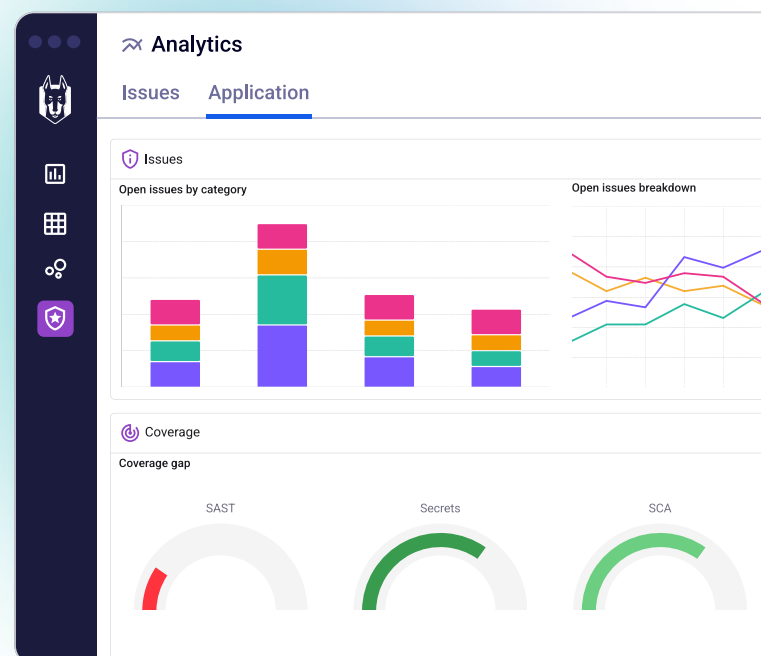 Analytics
Issues Application
Issues
Open issues by category
Open issues breakdown
Coverage
Coverage gap
SAST Secrets SCA